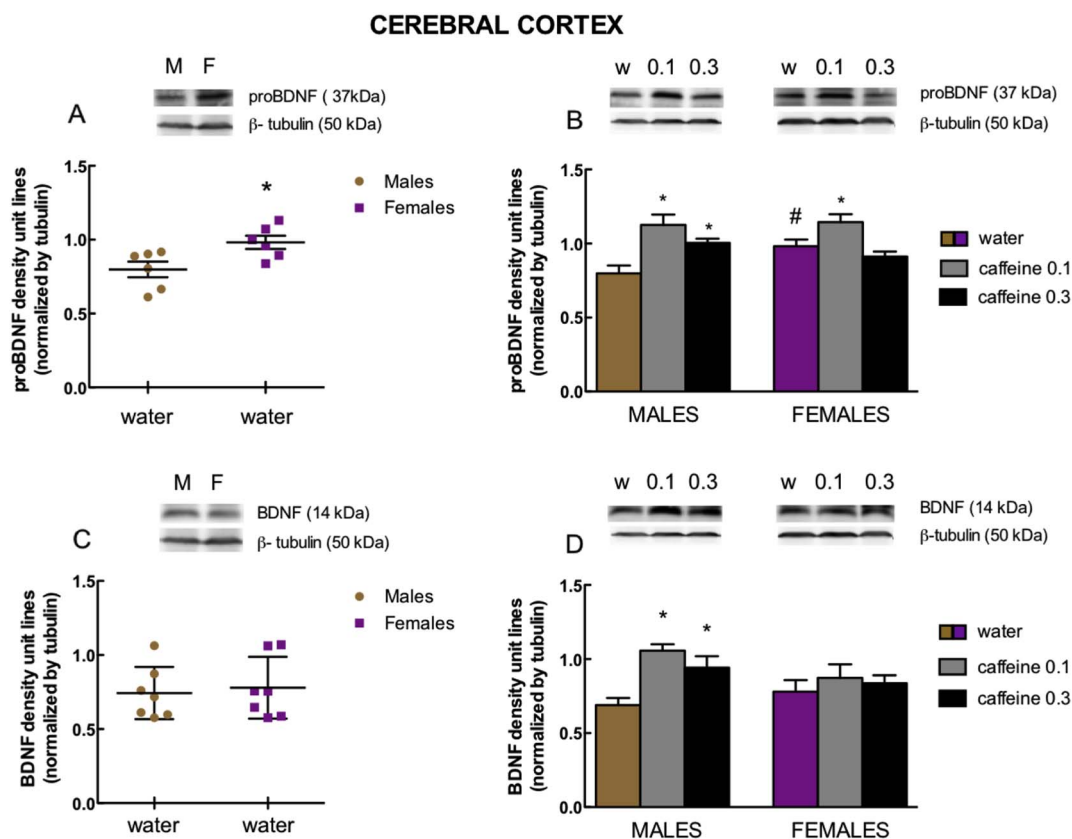 CEREBRAL CORTEX
M F
proBDNF ( 37kDa)
β- tubulin (50 kDa)
A
proBDNF density unit lines
(normalized by tubulin)
1.5
1.0
0.5
0.0
*
water
water
Males
Females
w 0.1 0.3
w 0.1 0.3
proBDNF (37 kDa)
β-tubulin (50 kDa)
B
proBDNF density unit lines
(normalized by tubulin)
1.5
1.0
0.5
0.0
*
*
#
*
MALES
FEMALES
water
caffeine 0.1
caffeine 0.3
M F
BDNF (14 kDa)
β- tubulin (50 kDa)
C
BDNF density unit lines
(normalized by tubulin)
1.5
1.0
0.5
0.0
water
water
Males
Females
w 0.1 0.3
w 0.1 0.3
BDNF (14 kDa)
β-tubulin (50 kDa)
D
BDNF density unit lines
(normalized by tubulin)
1.5
1.0
0.5
0.0
*
*
MALES
FEMALES
water
caffeine 0.1
caffeine 0.3